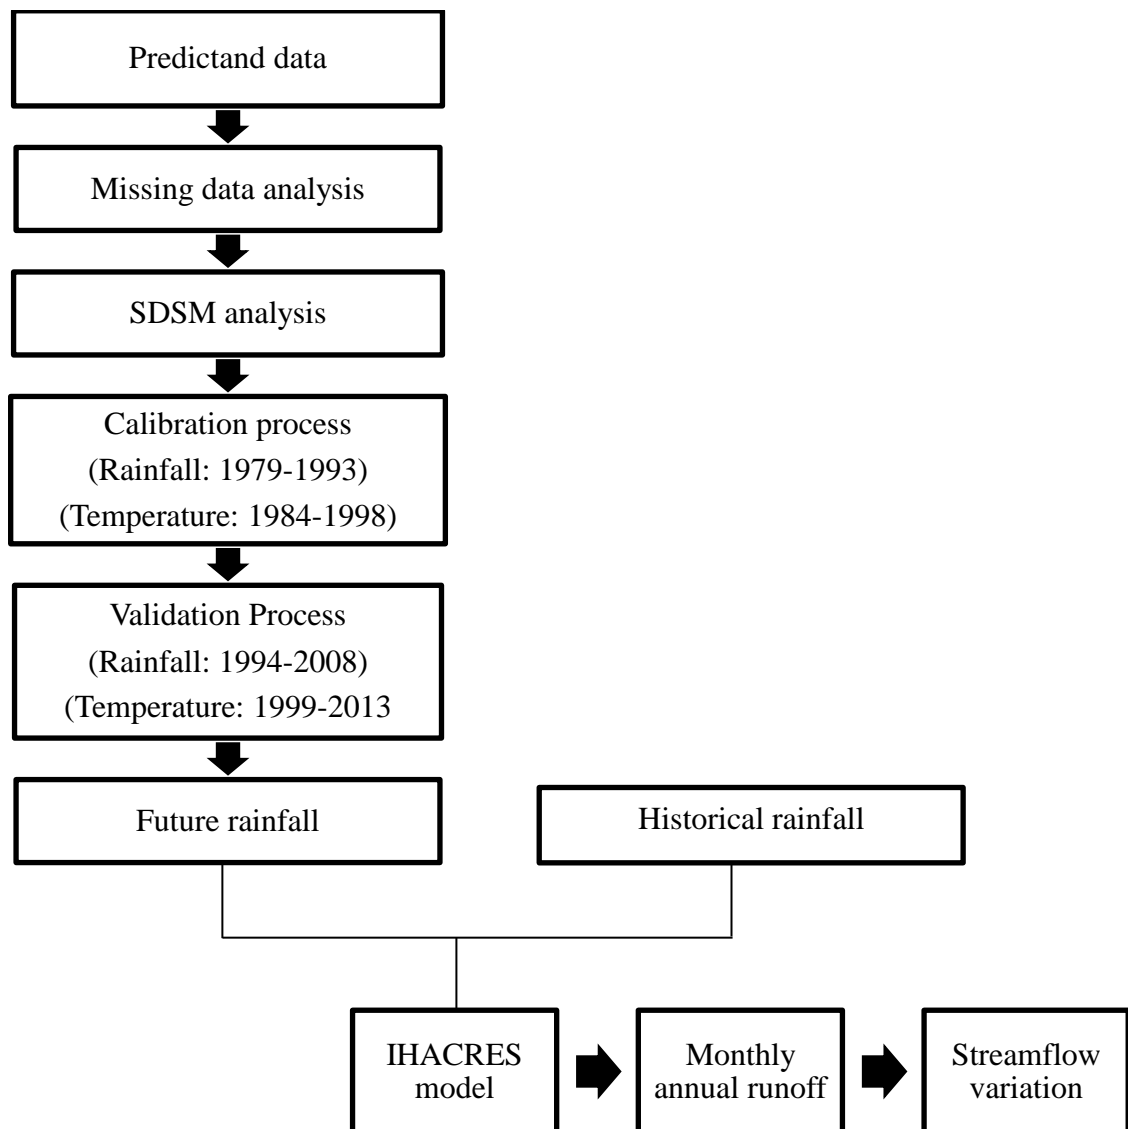 Predictand data
Missing data analysis
SDSM analysis
Calibration process
(Rainfall: 1979-1993)
(Temperature: 1984-1998)
Validation Process
(Rainfall: 1994-2008)
(Temperature: 1999-2013
Future rainfall
Historical rainfall
IHACRES
model
Monthly
annual runoff
Streamflow
variation